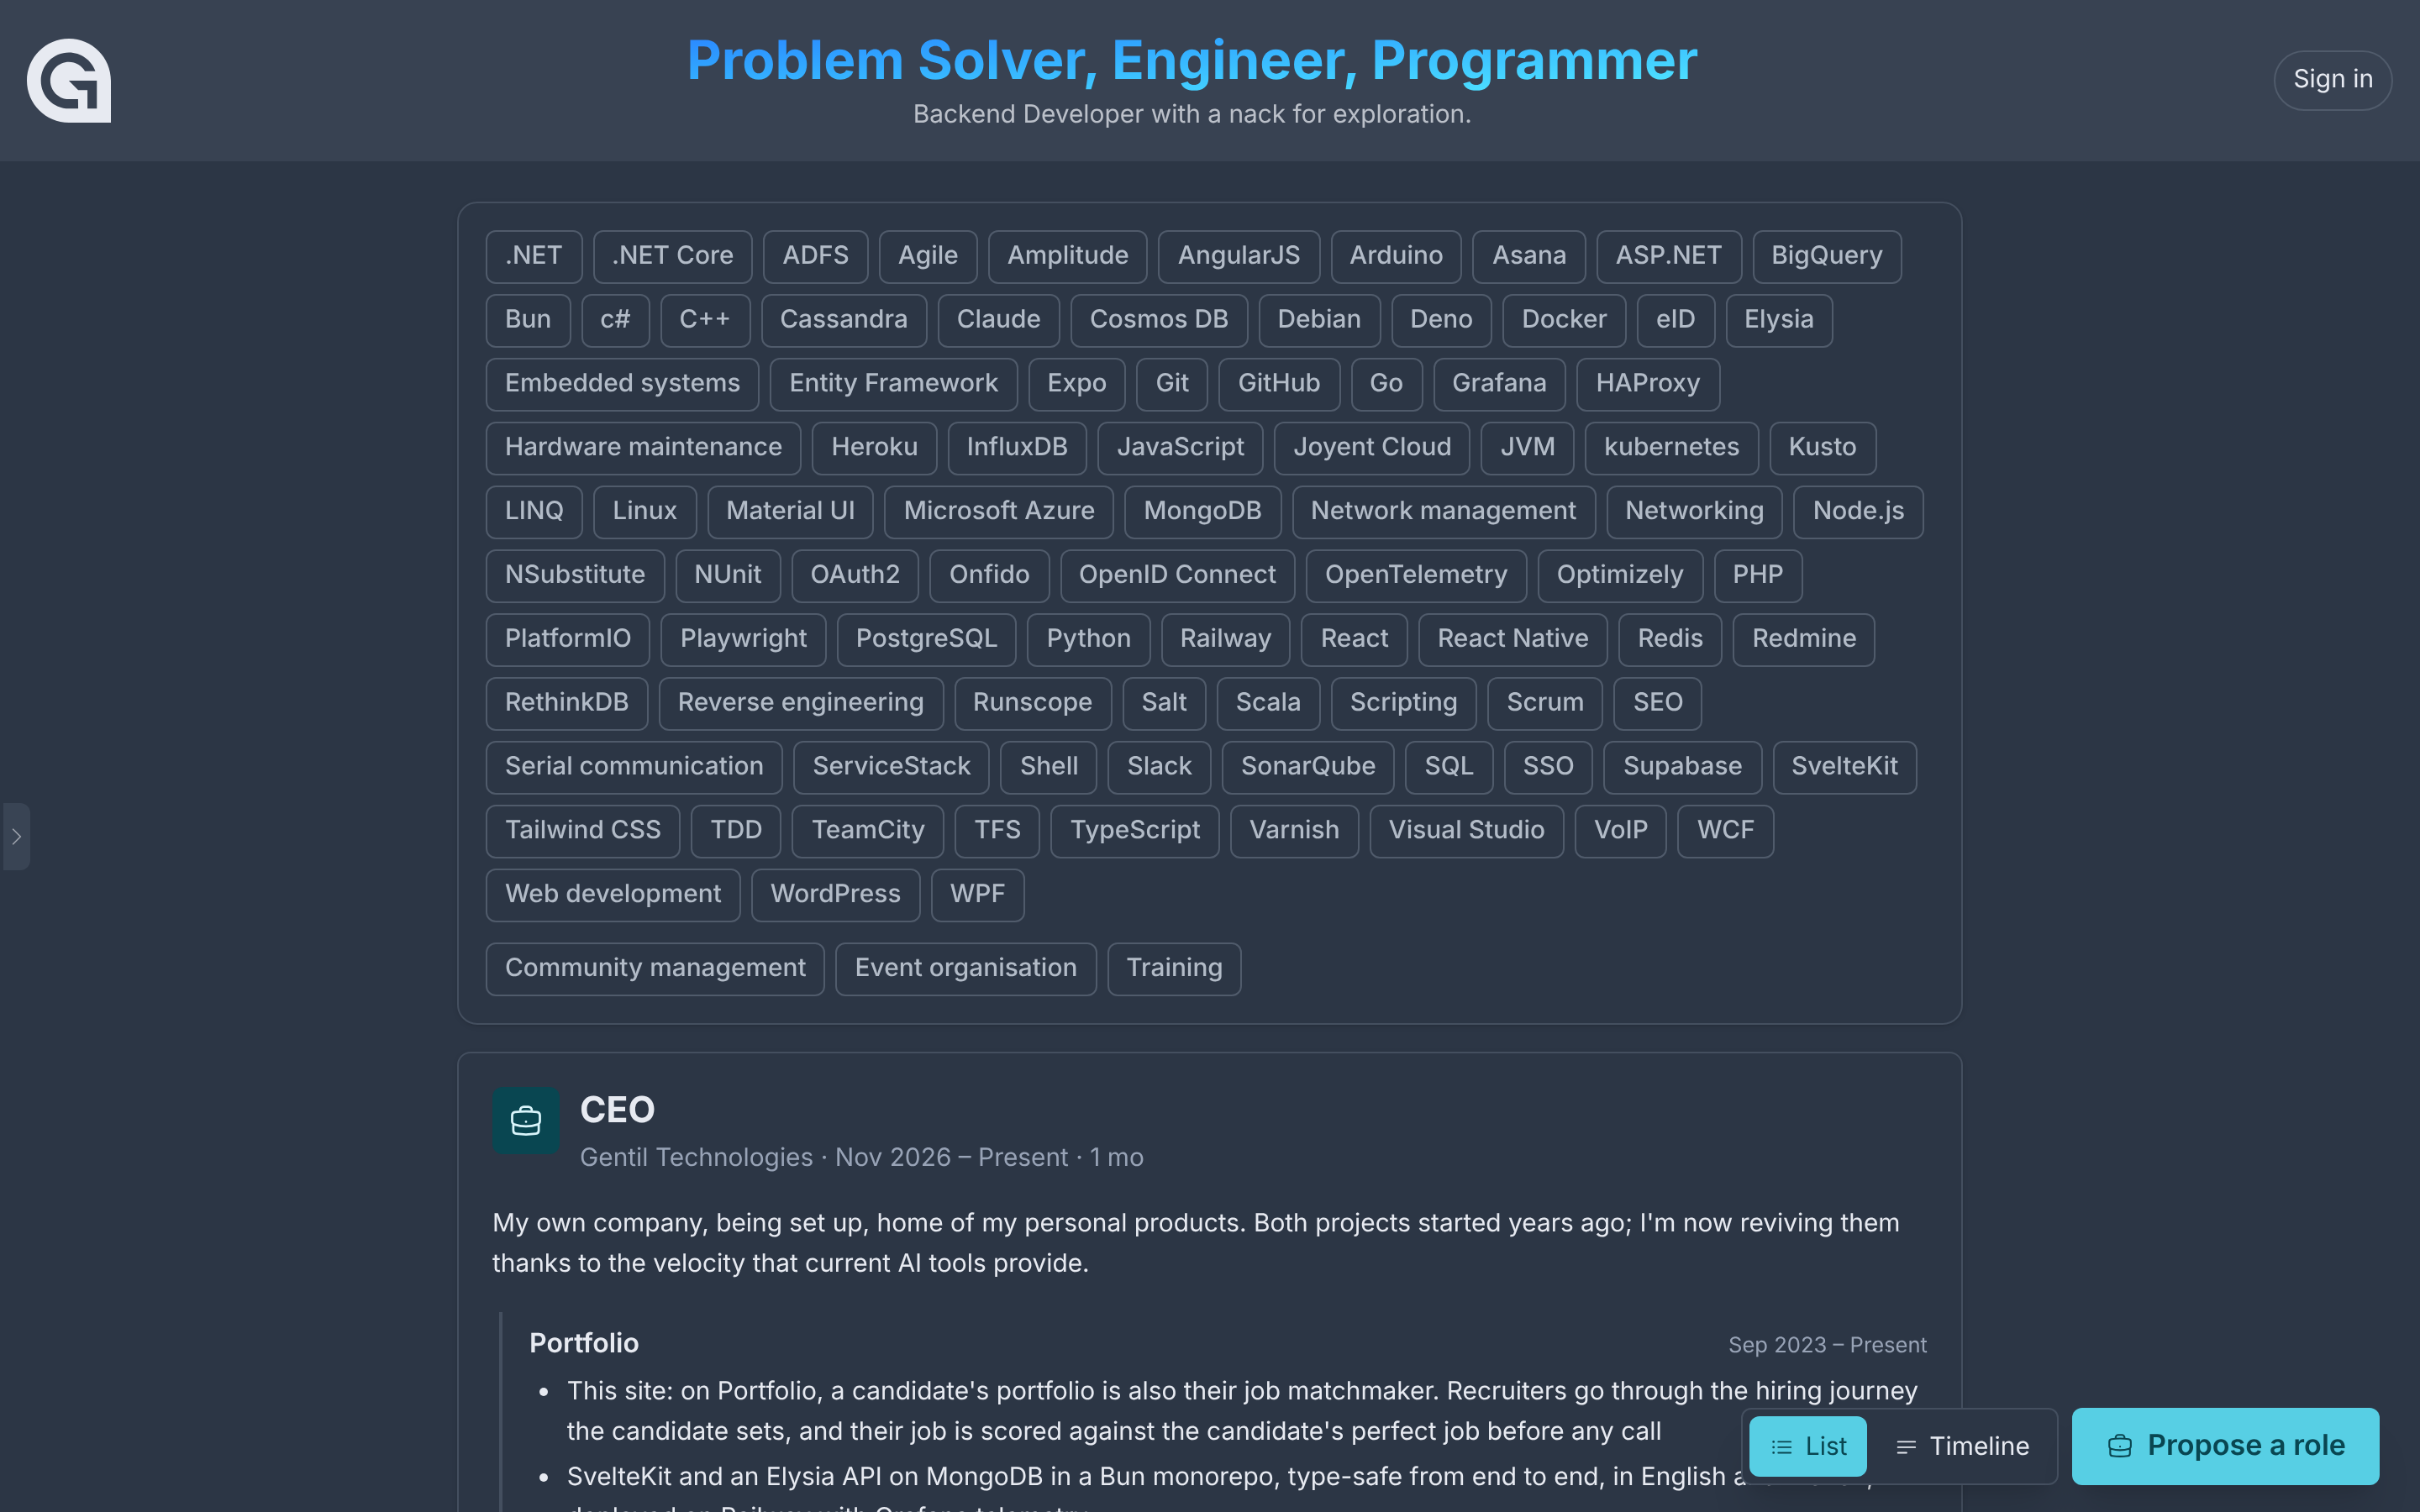 Problem Solver, Engineer, Programmer
Backend Developer with a nack for exploration.
Sign in
.NET .NET Core ADFS Agile Amplitude AngularJS Arduino Asana ASP.NET BigQuery
Bun c# C++ Cassandra Claude Cosmos DB Debian Deno Docker eID Elysia
Embedded systems Entity Framework Expo Git GitHub Go Grafana HAProxy
Hardware maintenance Heroku InfluxDB JavaScript Joyent Cloud JVM kubernetes Kusto
LINQ Linux Material UI Microsoft Azure MongoDB Network management Networking Node.js
NSubstitute NUnit OAuth2 Onfido OpenID Connect OpenTelemetry Optimizely PHP
PlatformIO Playwright PostgreSQL Python Railway React React Native Redis Redmine
RethinkDB Reverse engineering Runscope Salt Scala Scripting Scrum SEO
Serial communication ServiceStack Shell Slack SonarQube SQL SSO Supabase SvelteKit
Tailwind CSS TDD TeamCity TFS TypeScript Varnish Visual Studio VoIP WCF
Web development WordPress WPF
Community management Event organisation Training
CEO
Gentil Technologies · Nov 2026 – Present · 1 mo
My own company, being set up, home of my personal products. Both projects started years ago; I'm now reviving them
thanks to the velocity that current AI tools provide.
Portfolio
Sep 2023 – Present
• This site: on Portfolio, a candidate's portfolio is also their job matchmaker. Recruiters go through the hiring journey
the candidate sets, and their job is scored against the candidate's perfect job before any call
• SvelteKit and an Elysia API on MongoDB in a Bun monorepo, type-safe from end to end, in English
List
Timeline
Propose a role